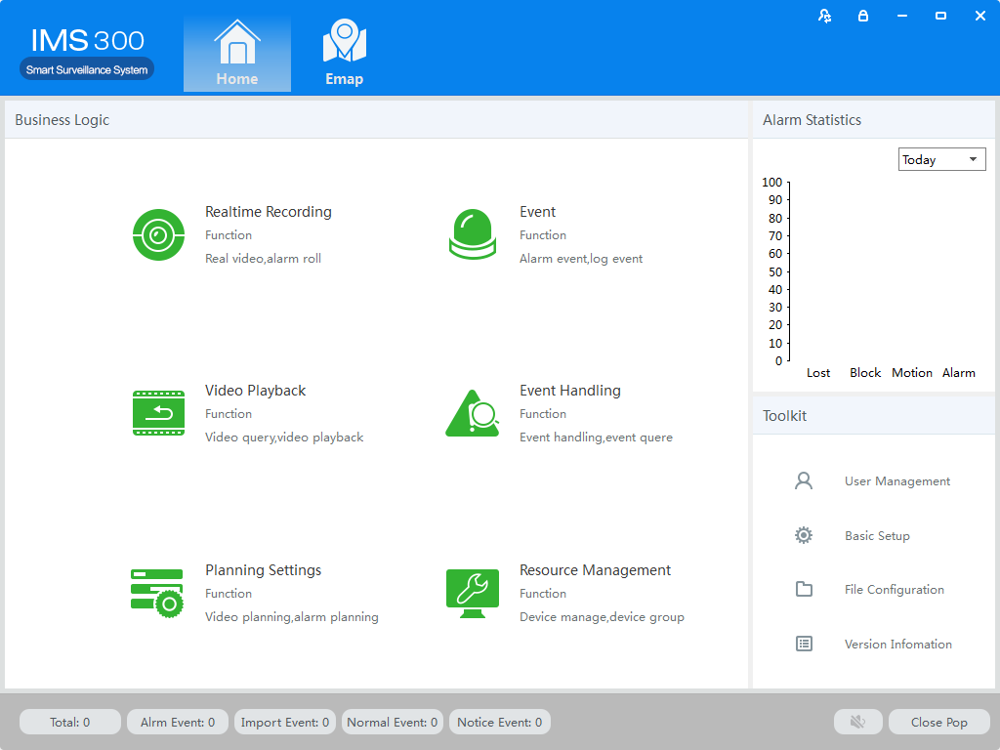 IMS 300
Smart Surveillance System
Home
Emap
Business Logic
Realtime Recording
Function
Real video,alarm roll
Event
Function
Alarm event,log event
Video Playback
Function
Video query,video playback
Event Handling
Function
Event handling,event quere
Planning Settings
Function
Video planning,alarm planning
Resource Management
Function
Device manage,device group
Alarm Statistics
Today
100
90
80
70
60
50
40
30
20
10
0
Lost Block Motion Alarm
Toolkit
User Management
Basic Setup
File Configuration
Version Infomation
Total: 0
Alrm Event: 0
Import Event: 0
Normal Event: 0
Notice Event: 0
Close Pop